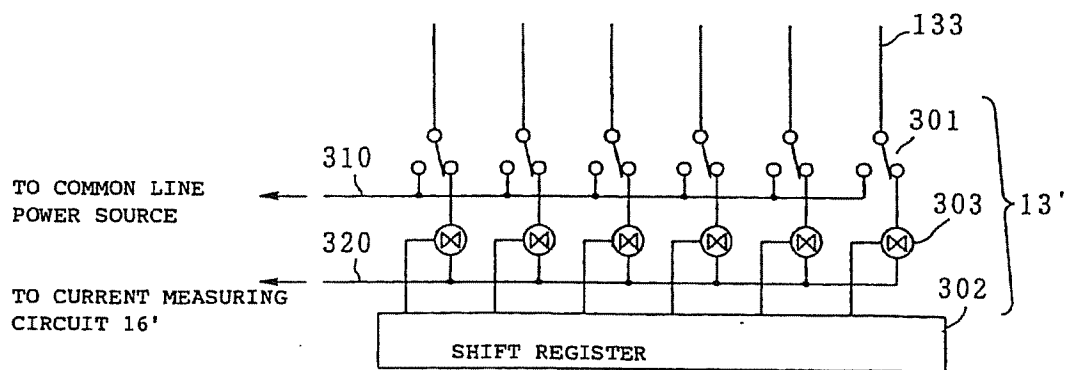 133
301
310
TO COMMON LINE
POWER SOURCE
13'
303
320
TO CURRENT MEASURING
CIRCUIT 16'
302
SHIFT REGISTER